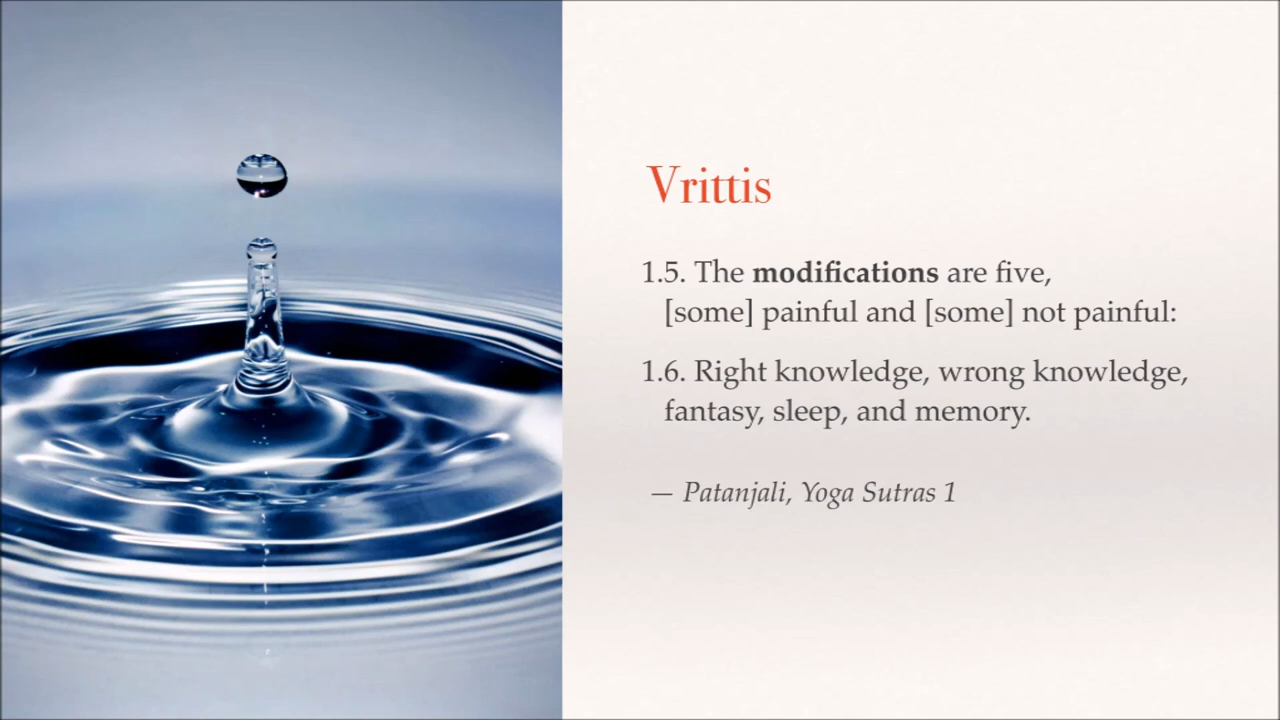 Vrittis
1.5. The modifications are five,
[some] painful and [some] not painful:
1.6. Right knowledge, wrong knowledge,
fantasy, sleep, and memory.
— Patanjali, Yoga Sutras 1